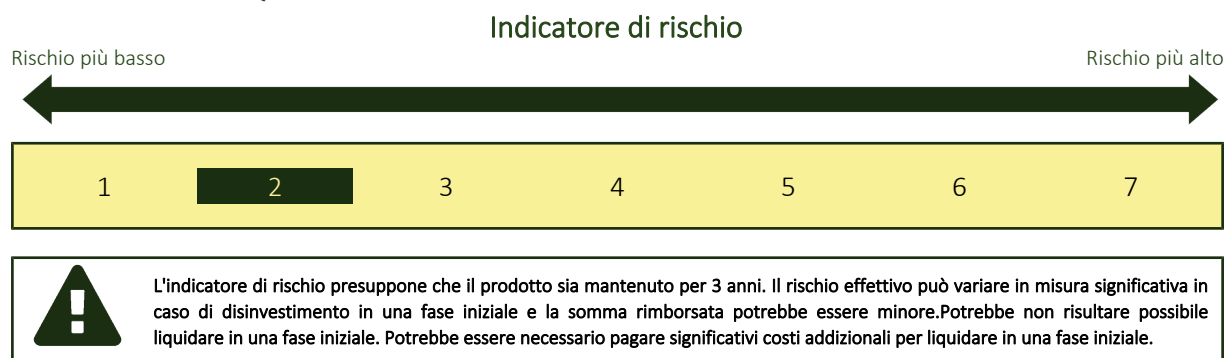 Indicatore di rischio
Rischio più basso
Rischio più alto
1 2 3 4 5 6 7
L'indicatore di rischio presuppone che il prodotto sia mantenuto per 3 anni. Il rischio effettivo può variare in misura significativa in
caso di disinvestimento in una fase iniziale e la somma rimborsata potrebbe essere minore.Potrebbe non risultare possibile
liquidare in una fase iniziale. Potrebbe essere necessario pagare significativi costi addizionali per liquidare in una fase iniziale.